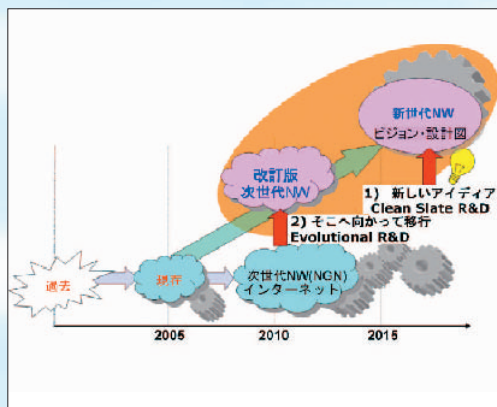 新世代NW
ビジョン・設計図
改訂版
次世代NW
1) 新しいアイディア
Clean Slate R&D
2) そこへ向かって移行
Evolutional R&D
過去
現在
次世代NW(NGN)
インターネット
2005
2010
2015